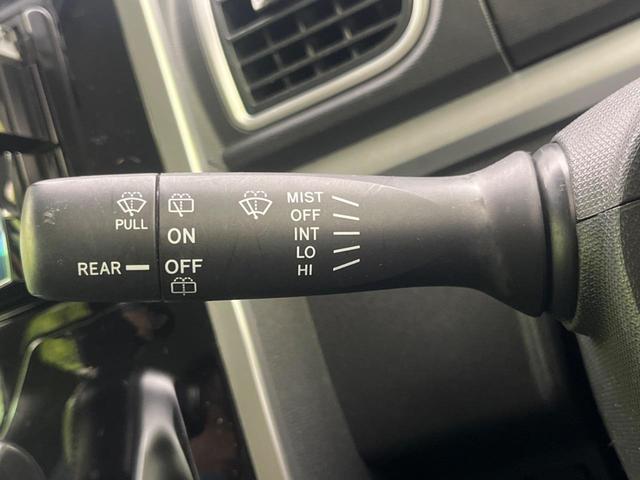 PULL
REAR
ON
OFF
MIST
OFF
INT
LO
HI